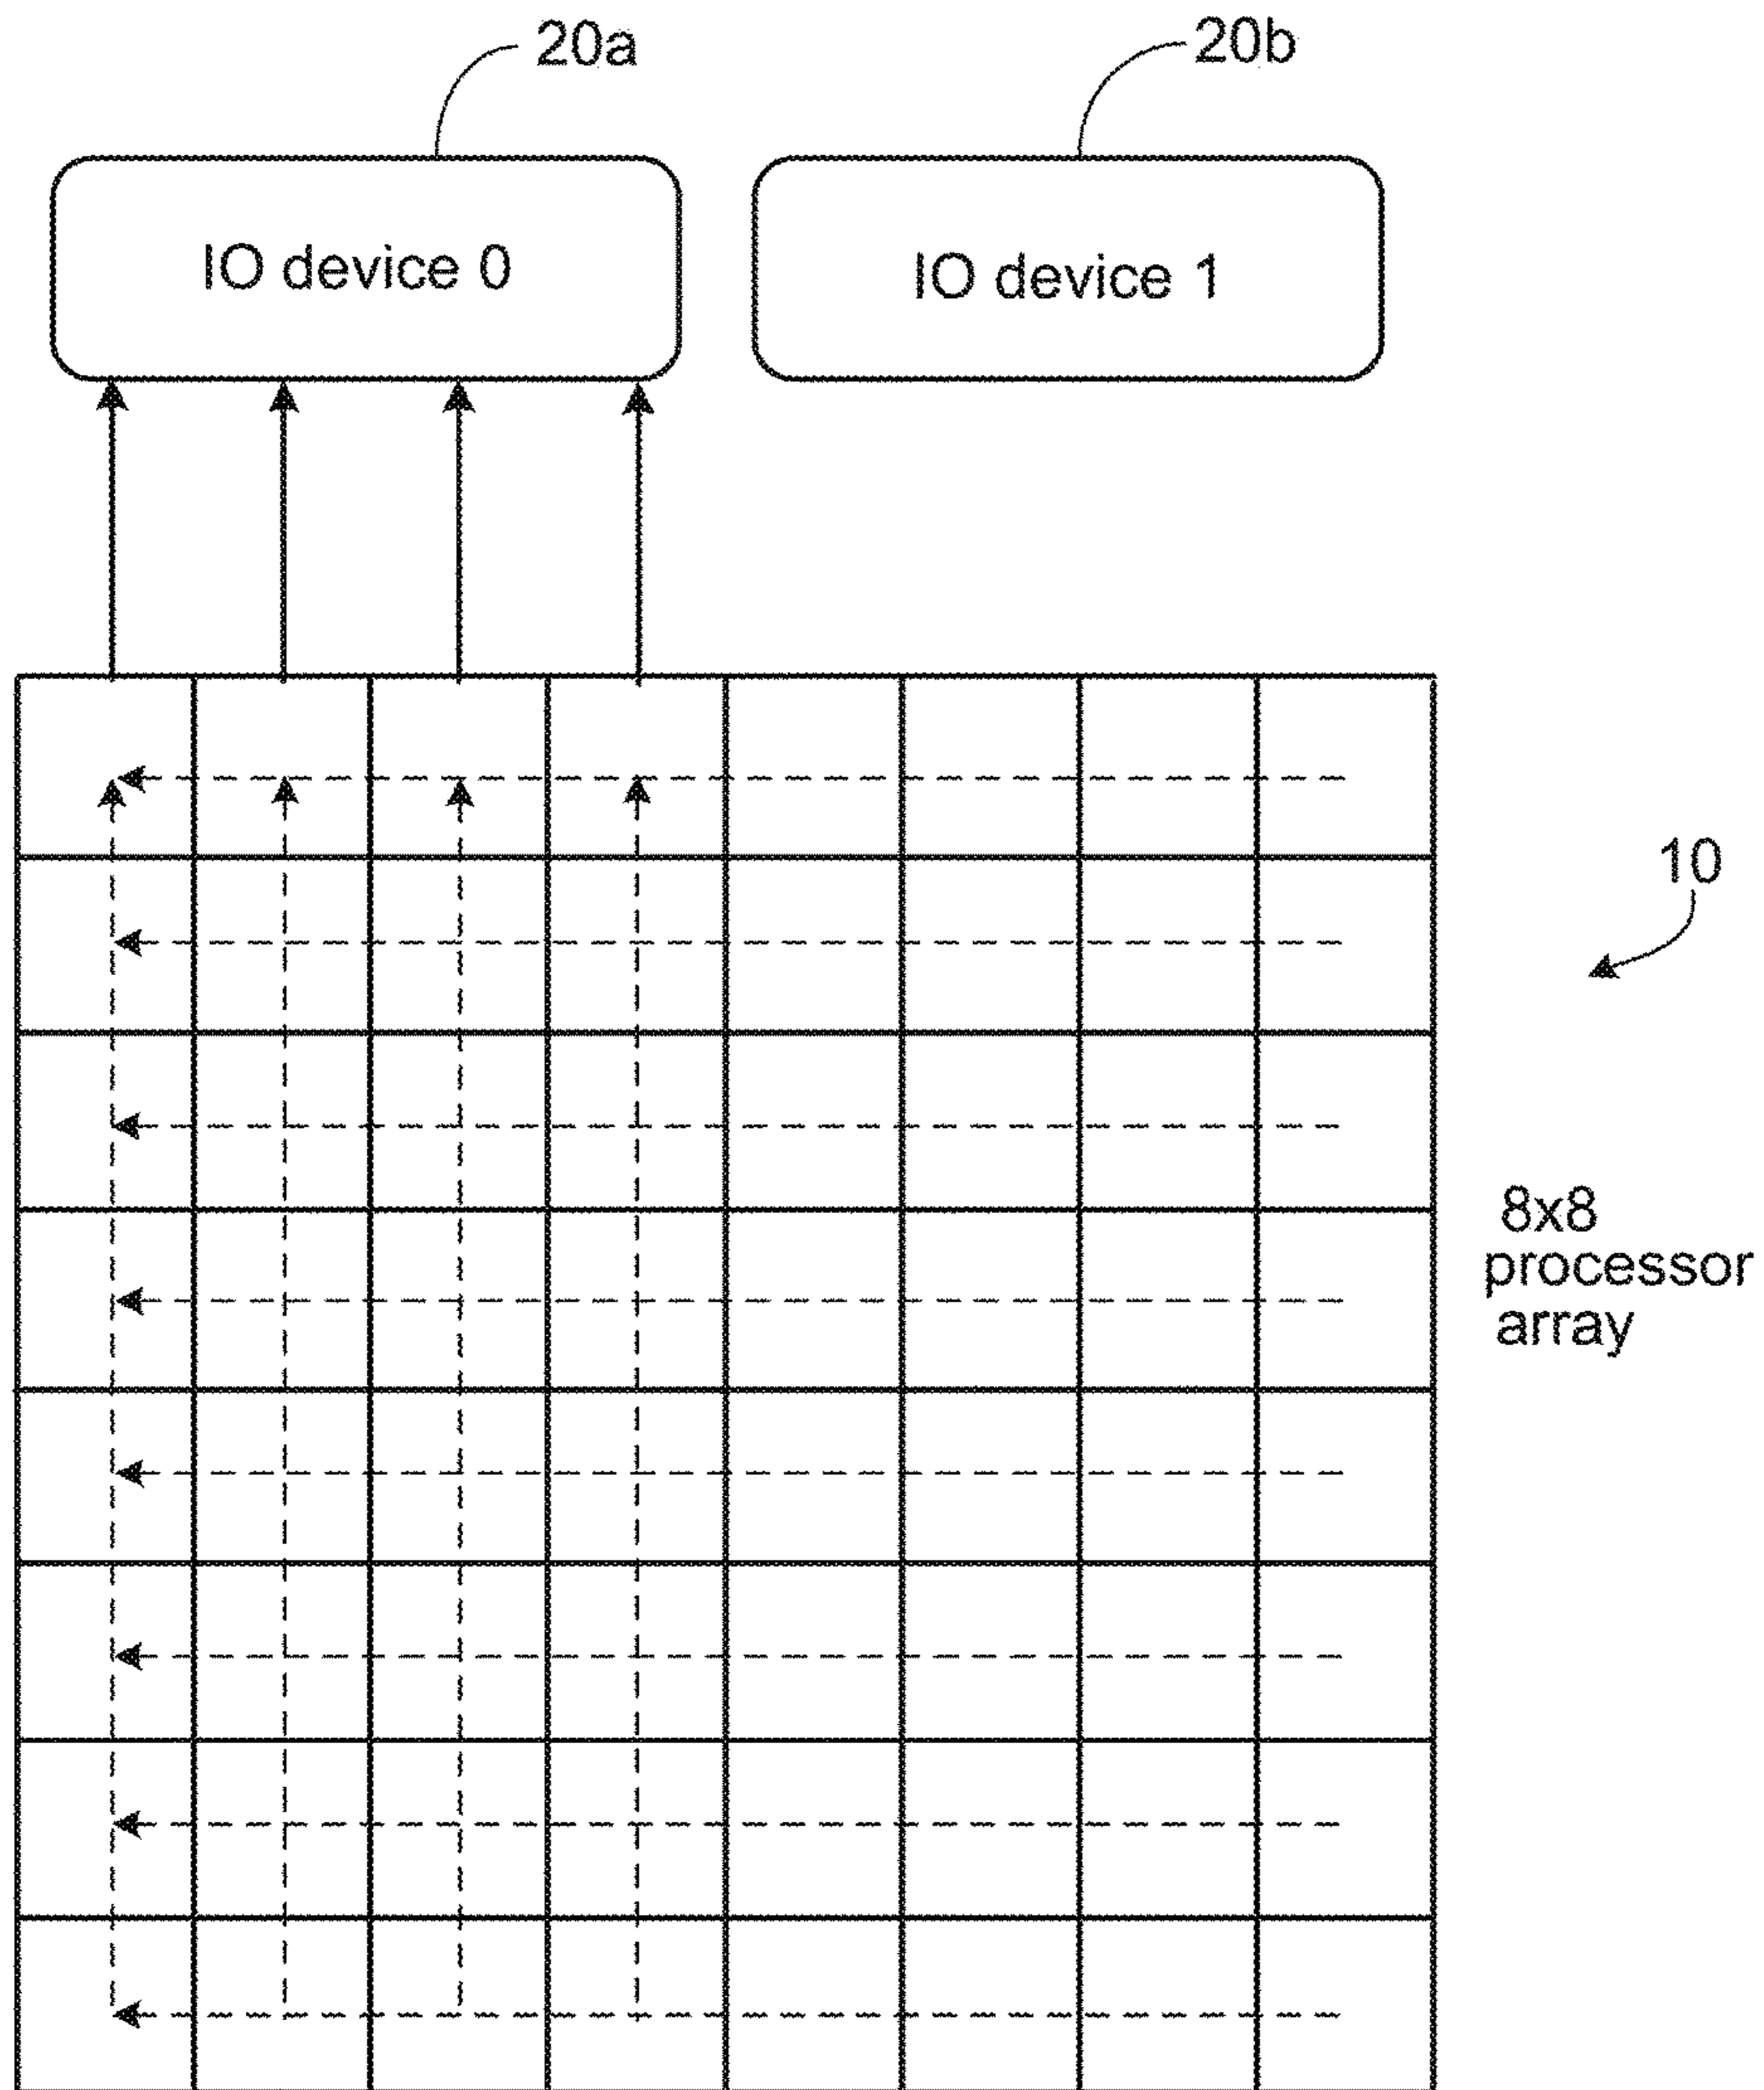 20a
20b
IO device 0
IO device 1
10
8x8
processor
array